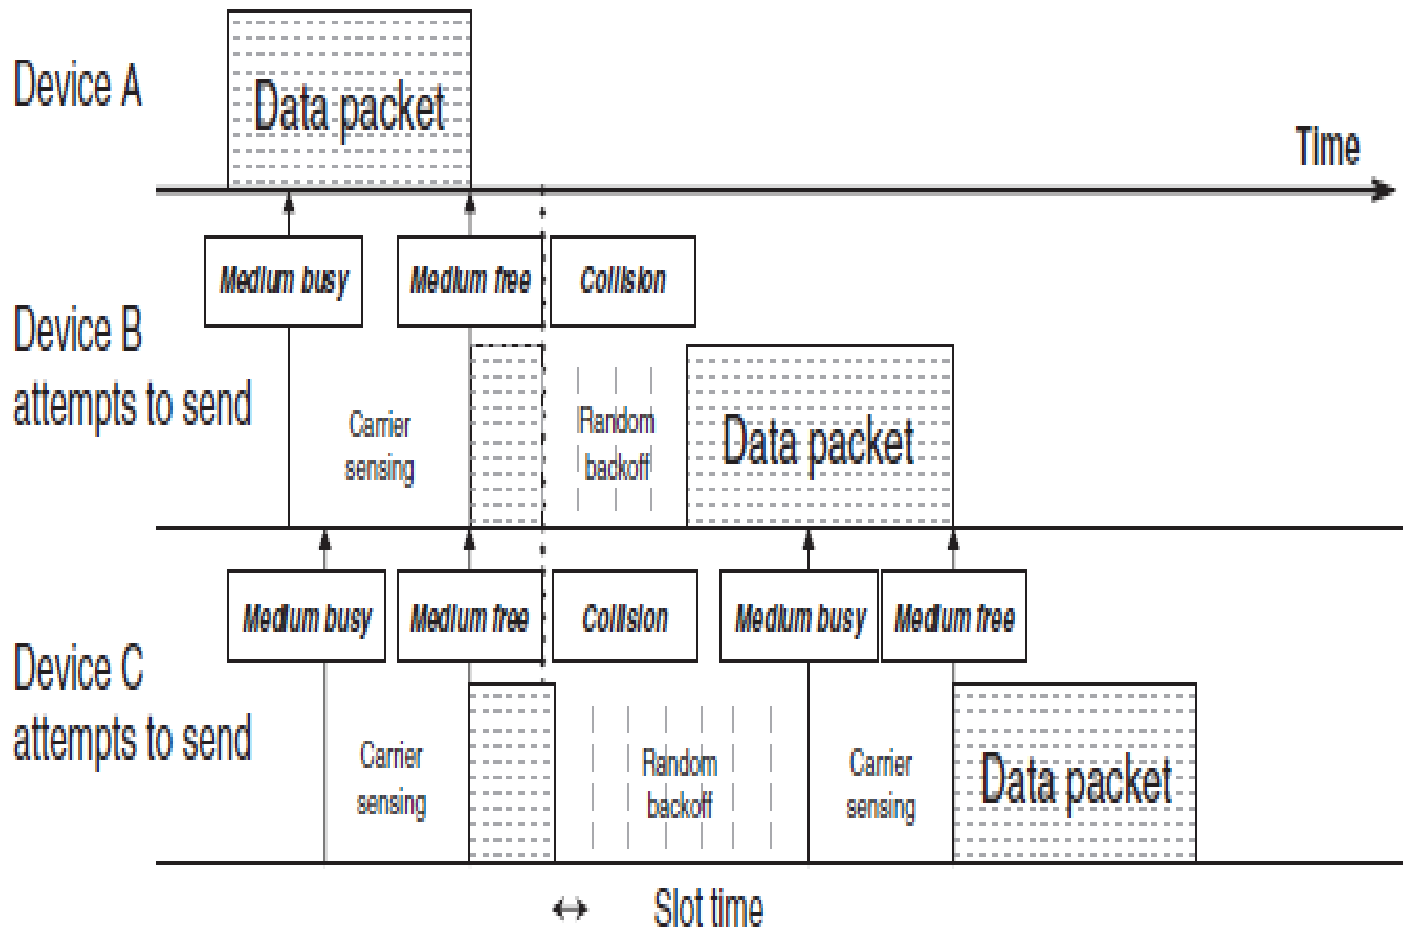 Device A
Data packet
Time
Medium busy
Medium free
Collision
Device B
attempts to send
Carrier
sensing
Random
backoff
Data packet
Medium busy
Medium free
Collision
Medium busy
Medium free
Device C
attempts to send
Carrier
sensing
Random
backoff
Carrier
sensing
Data packet
Slot time